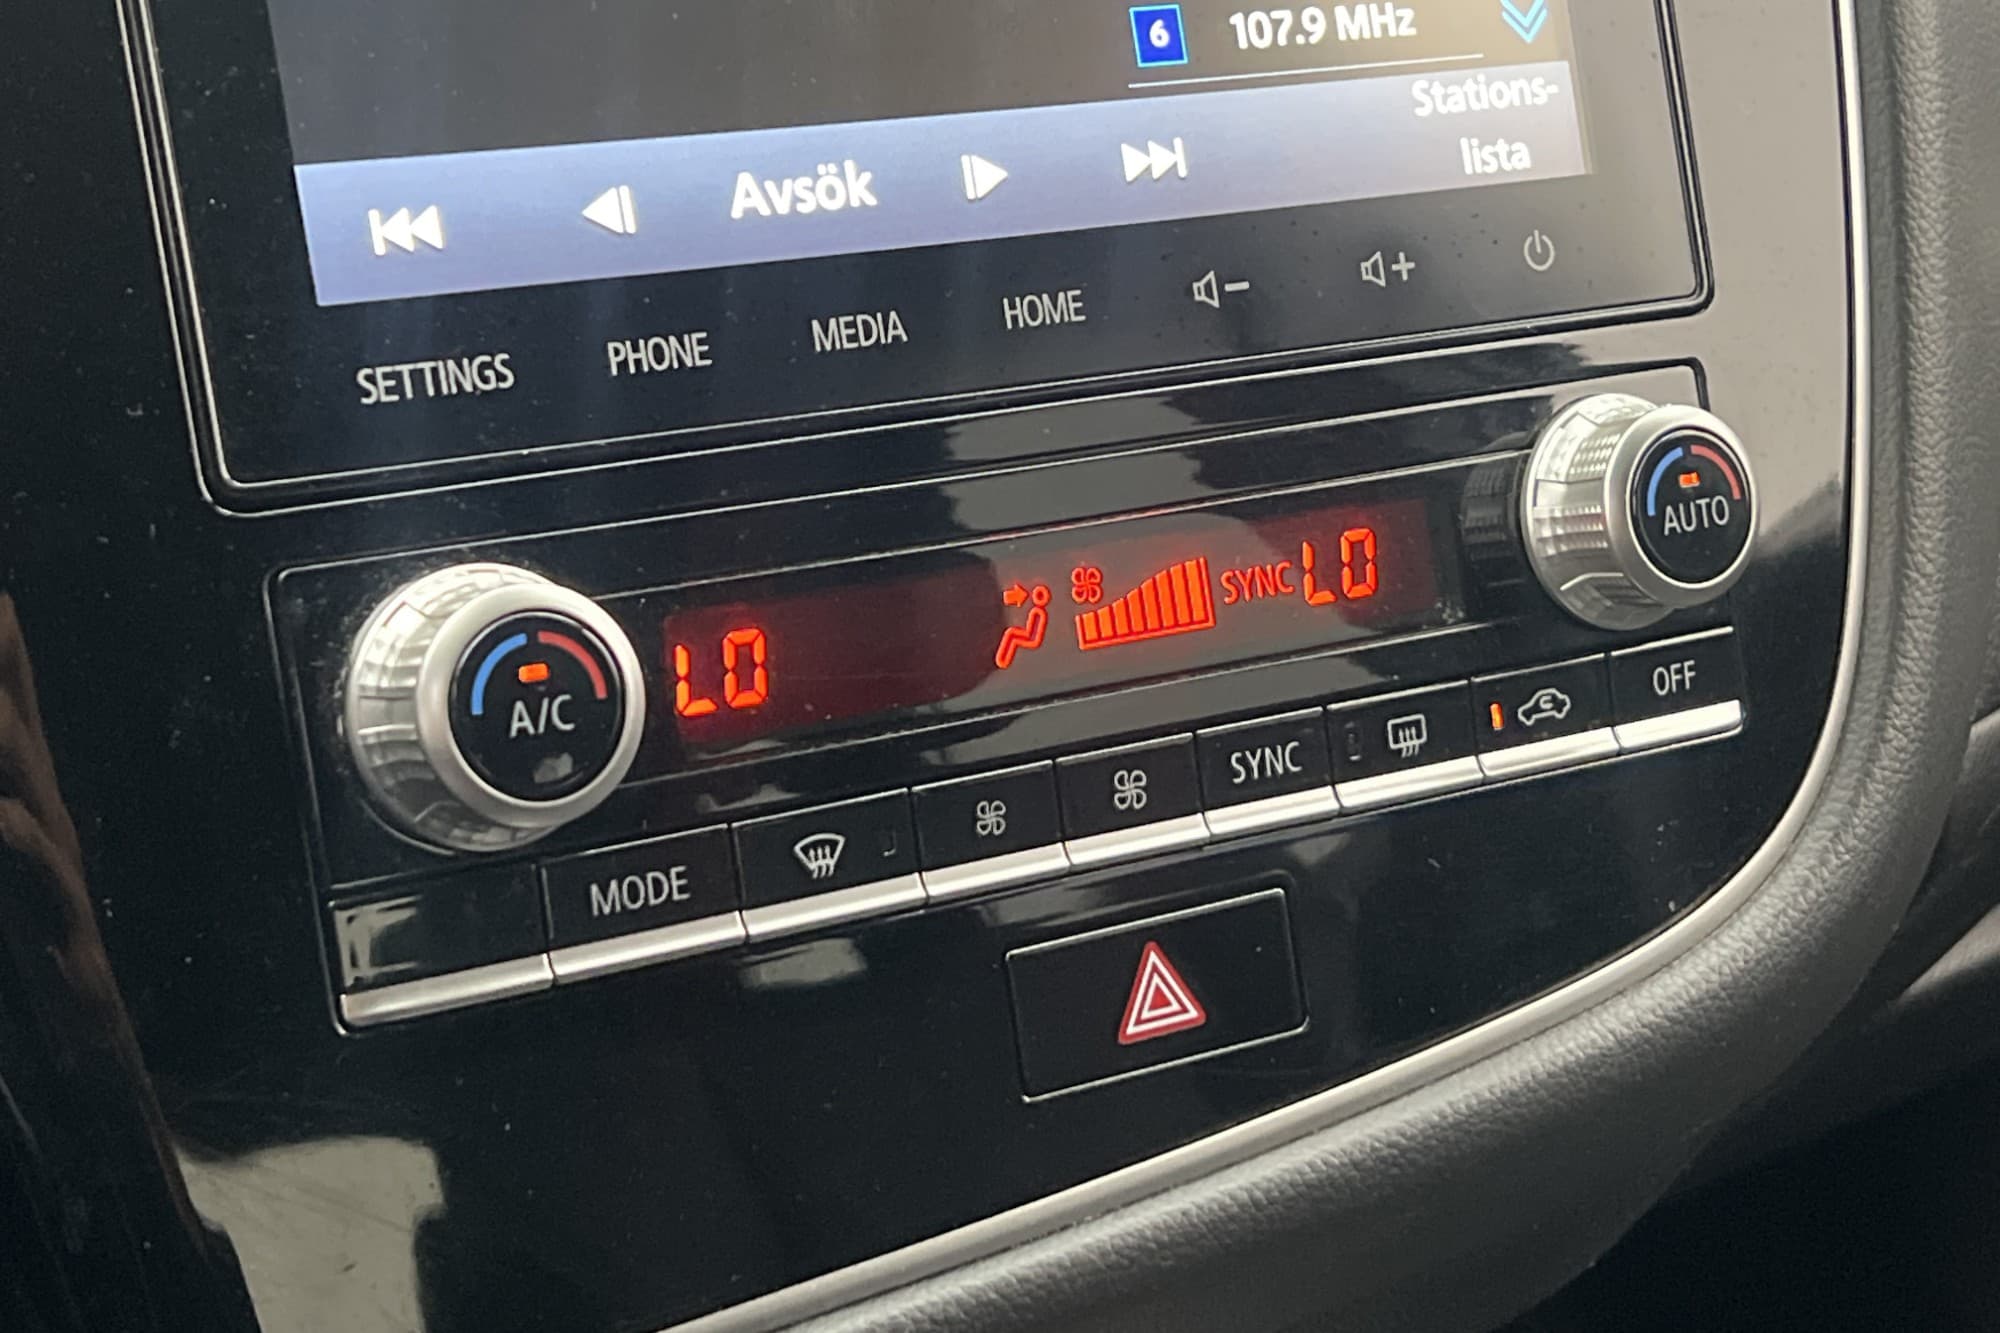 6 107.9 MHz
Avsök
Stations-
lista
SETTINGS PHONE MEDIA HOME
A/C LO SYNC LO AUTO
MODE SYNC OFF